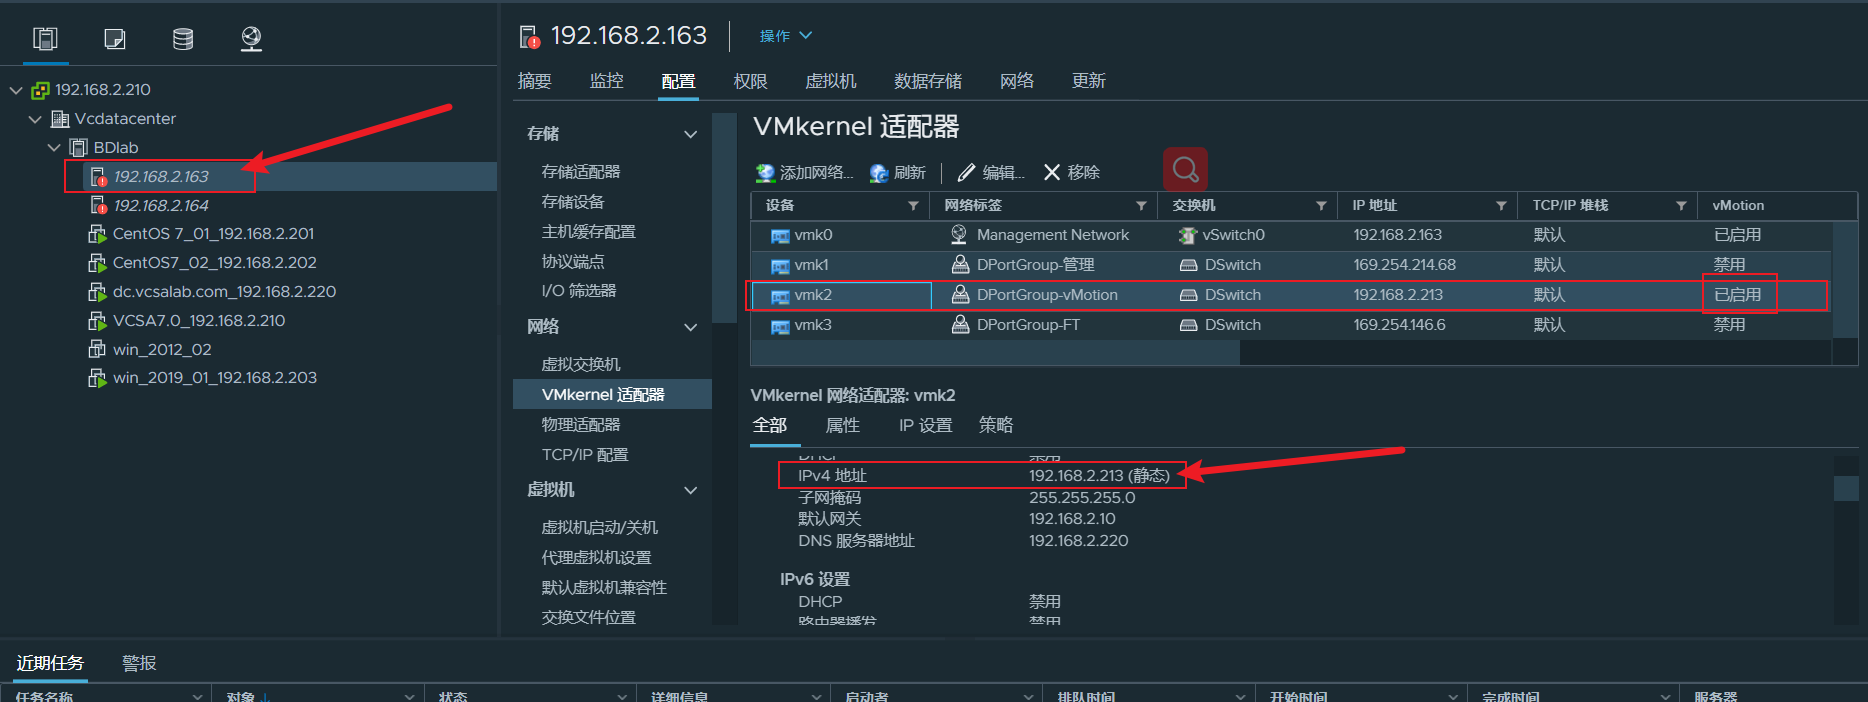 192.168.2.210
Vcdatacenter
BDlab
192.168.2.163
192.168.2.164
CentOS 7_01_192.168.2.201
CentOS7_02_192.168.2.202
dc.vcsalab.com_192.168.2.220
VCSA7.0_192.168.2.210
win_2012_02
win_2019_01_192.168.2.203
192.168.2.163 操作
摘要 监控 配置 权限 虚拟机 数据存储 网络 更新
存储
存储适配器
存储设备
主机缓存配置
协议端点
I/O 筛选器
网络
虚拟交换机
VMkernel 适配器
物理适配器
TCP/IP 配置
虚拟机
虚拟机启动/关机
代理虚拟机设置
默认虚拟机兼容性
交换文件位置
VMkernel 适配器
添加网络... 刷新 编辑... 移除
设备 网络标签 交换机 IP 地址 TCP/IP 堆栈 vMotion
vmk0 Management Network vSwitch0 192.168.2.163 默认 已启用
vmk1 DPortGroup-管理 DSwitch 169.254.214.68 默认 禁用
vmk2 DPortGroup-vMotion DSwitch 192.168.2.213 默认 已启用
vmk3 DPortGroup-FT DSwitch 169.254.146.6 默认 禁用
VMkernel 网络适配器: vmk2
全部 属性 IP 设置 策略
DHCP 禁用
IPv4 地址 192.168.2.213 (静态)
子网掩码 255.255.255.0
默认网关 192.168.2.10
DNS 服务器地址 192.168.2.220
IPv6 设置
DHCP 禁用
路由器播发 禁用
近期任务 警报
任务名称 对象 状态 详细信息 启动者 排队时间 开始时间 完成时间 服务器